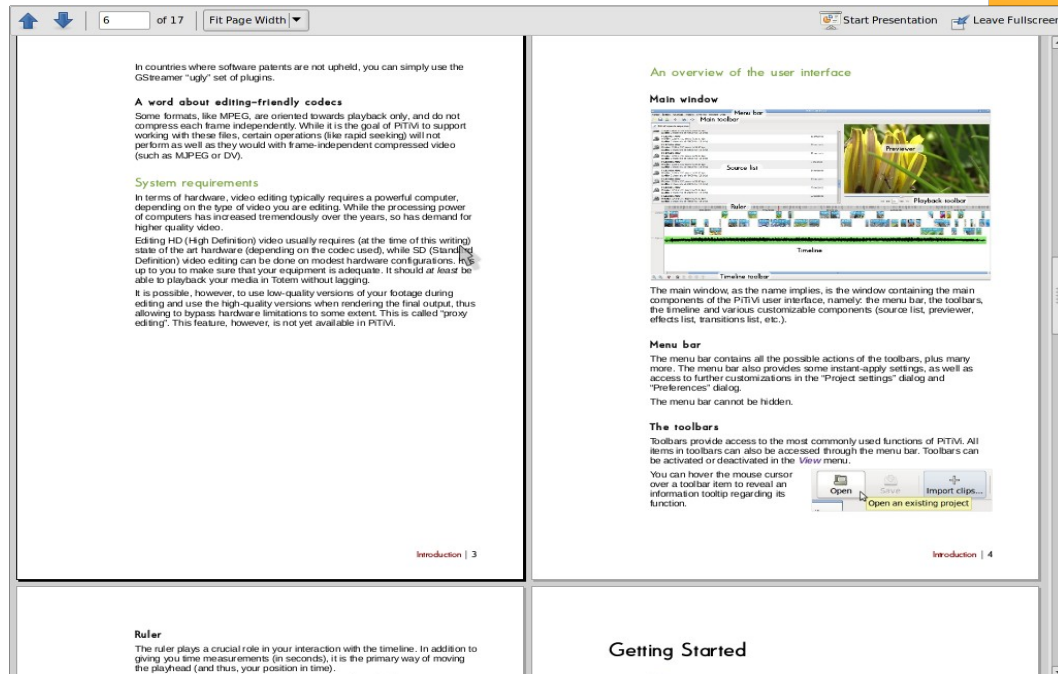 6 of 17 Fit Page Width Start Presentation Leave Fullscreen
In countries where software patents are not upheld, you can simply use the
GStreamer "ugly" set of plugins.
A word about editing-friendly codecs
Some formats, like MPEG, are oriented towards playback only, and do not
compress each frame independently. While it is the goal of PiTiVi to support
working with these files, certain operations (like rapid seeking) will not
perform as well as they would with frame-independent compressed video
(such as MJPEG or DV).
System requirements
In terms of hardware, video editing typically requires a powerful computer,
depending on the type of video you are editing. While the processing power
of computers has increased tremendously over the years, so has demand for
higher quality video.
Editing HD (High Definition) video usually requires (at the time of this writing)
state of the art hardware (depending on the codec used), while SD (Standard
Definition) video editing can be done on modest hardware configurations. It is
up to you to make sure that your equipment is adequate. It should at least be
able to playback your media in Totem without lagging.
It is possible, however, to use low-quality versions of your footage during
editing and use the high-quality versions when rendering the final output, thus
allowing to bypass hardware limitations to some extent. This is called "proxy
editing". This feature, however, is not yet available in PiTiVi.
Introduction | 3
An overview of the user interface
Main window
Menu bar
Main toolbar
Previewer
Source list
Playback toolbar
Ruler
Timeline
Timeline toolbar
The main window, as the name implies, is the window containing the main
components of the PiTiVi user interface, namely: the menu bar, the toolbars,
the timeline and various customizable components (source list, previewer,
effects list, transitions list, etc.).
Menu bar
The menu bar contains all the possible actions of the toolbars, plus many
more. The menu bar also provides some instant-apply settings, as well as
access to further customizations in the "Project settings" dialog and
"Preferences" dialog.
The menu bar cannot be hidden.
The toolbars
Toolbars provide access to the most commonly used functions of PiTiVi. All
items in toolbars can also be accessed through the menu bar. Toolbars can
be activated or deactivated in the View menu.
You can hover the mouse cursor
over a toolbar item to reveal an
information tooltip regarding its
function.
Open Save Import clips...
Open an existing project
Introduction | 4
Ruler
The ruler plays a crucial role in your interaction with the timeline. In addition to
giving you time measurements (in seconds), it is the primary way of moving
the playhead (and thus, your position in time).
Getting Started